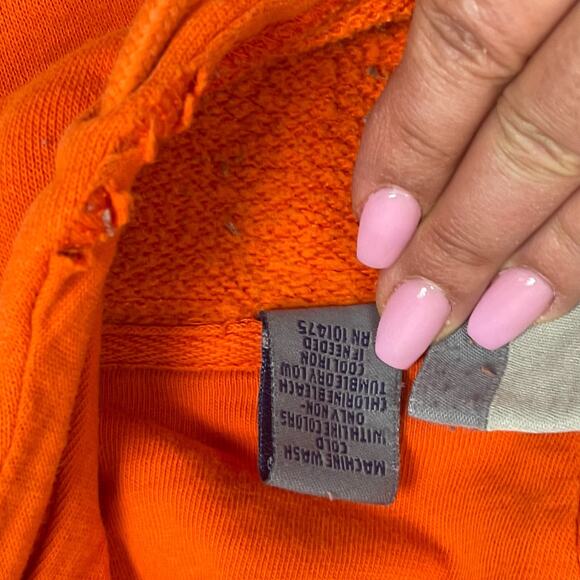 MACHINE WASH
COLD
WITH LIKE COLORS
ONLY NON-
CHLORINE BLEACH
TUMBLE DRY LOW
COOL IRON
IF NEEDED
RN 101475